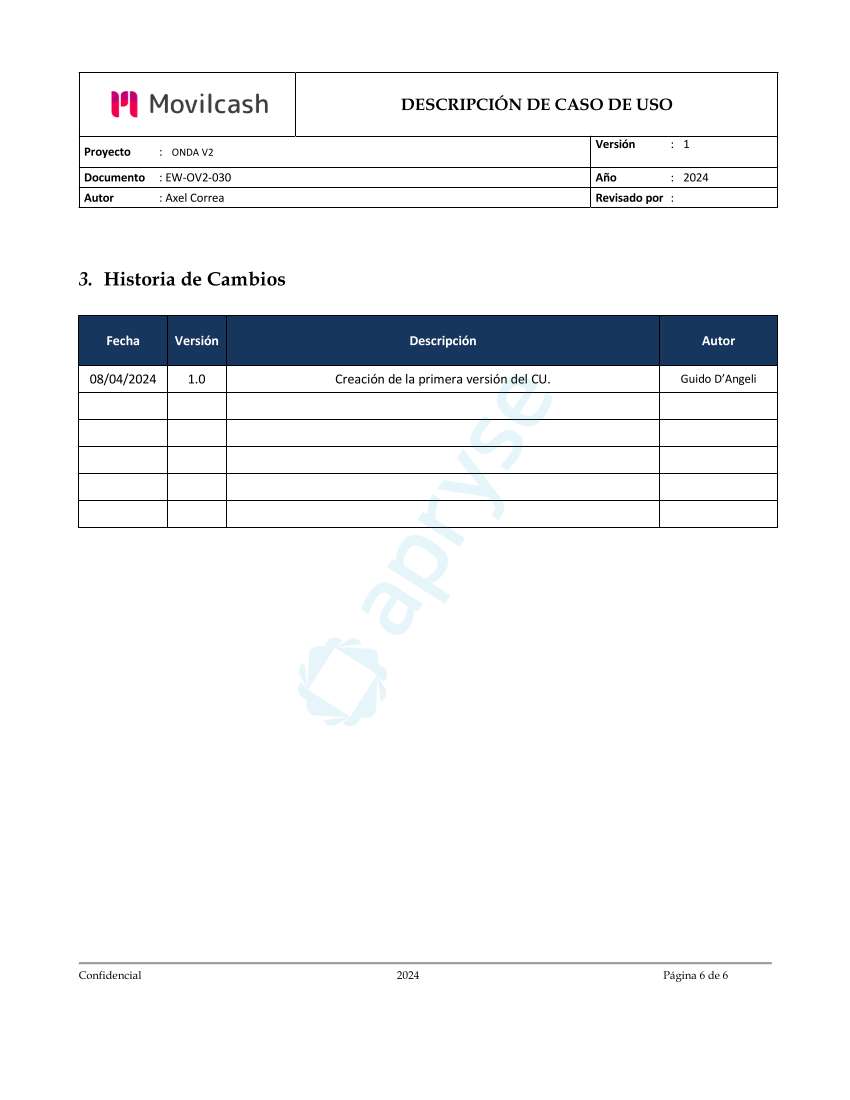 Movilcash
DESCRIPCIÓN DE CASO DE USO
Proyecto : ONDA V2
Versión : 1
Documento : EW-OV2-030
Año : 2024
Autor : Axel Correa
Revisado por :
3. Historia de Cambios
Fecha Versión Descripción Autor
08/04/2024 1.0 Creación de la primera versión del CU. Guido D’Angeli
apryse
Confidencial 2024 Página 6 de 6